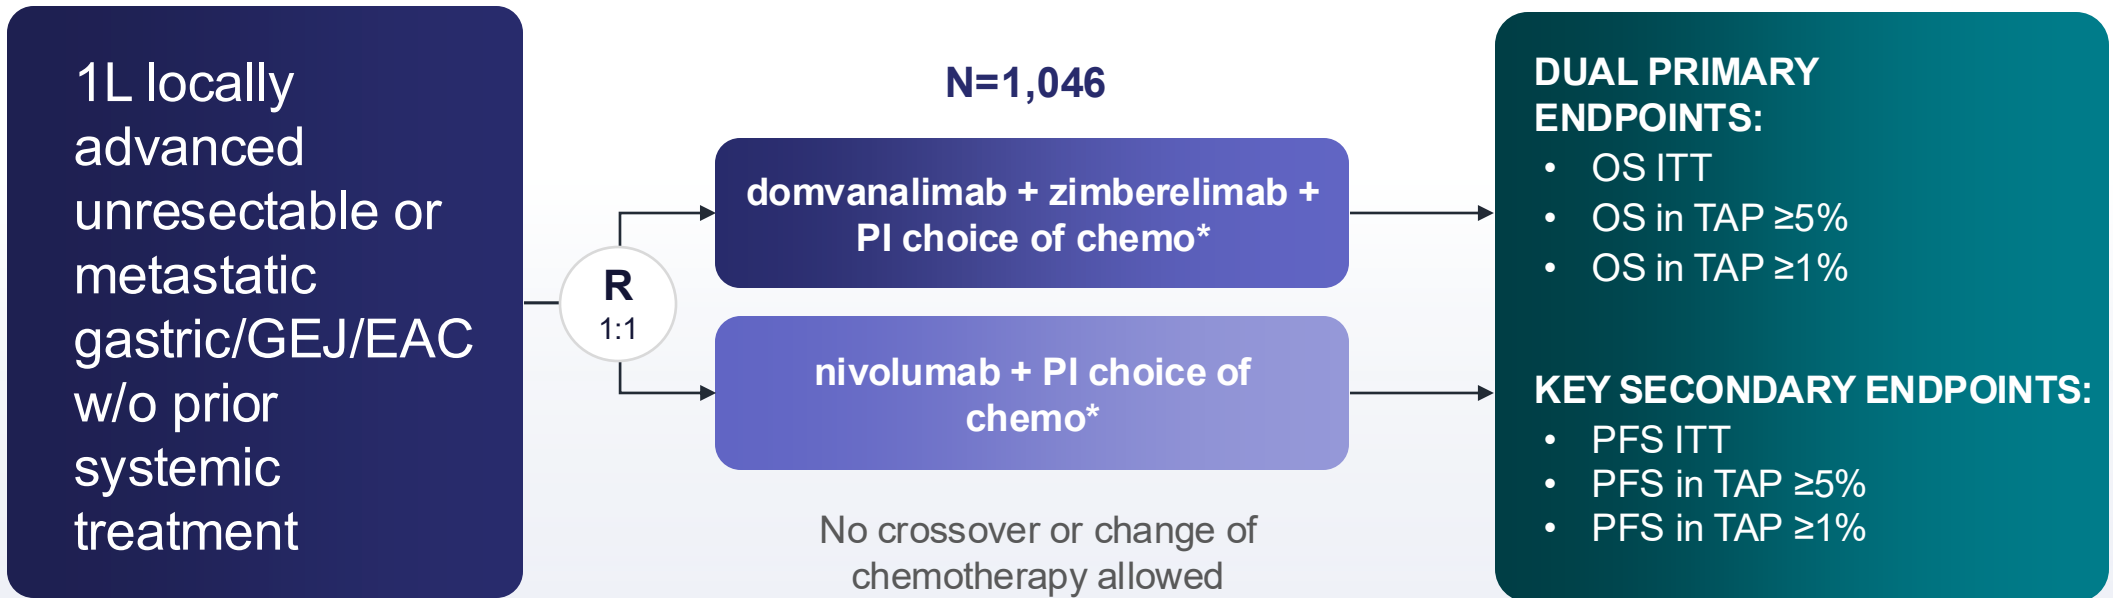 1L locally
advanced
unresectable or
metastatic
gastric/GEJ/EAC
w/o prior
systemic
treatment
R
1:1
N=1,046
domvanalimab + zimberelimab +
PI choice of chemo*
nivolumab + PI choice of
chemo*
No crossover or change of
chemotherapy allowed
DUAL PRIMARY
ENDPOINTS:
• OS ITT
• OS in TAP ≥5%
• OS in TAP ≥1%
KEY SECONDARY ENDPOINTS:
• PFS ITT
• PFS in TAP ≥5%
• PFS in TAP ≥1%